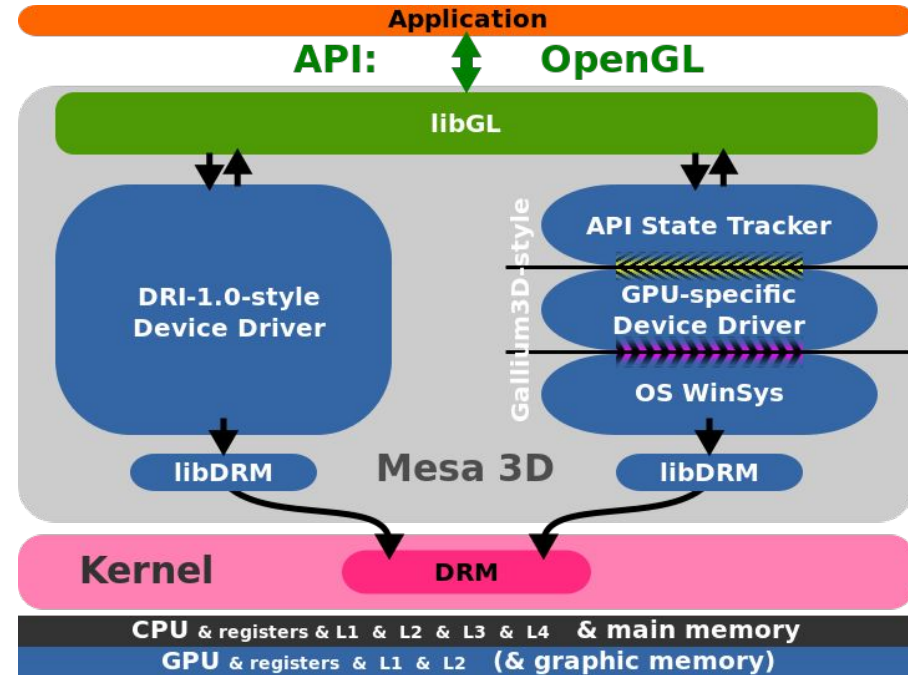 Application
API: OpenGL
libGL
DRI-1.0-style
Device Driver
Gallium3D-style
API State Tracker
GPU-specific
Device Driver
OS WinSys
libDRM
Mesa 3D
libDRM
Kernel
DRM
CPU & registers & L1 & L2 & L3 & L4 & main memory
GPU & registers & L1 & L2 (& graphic memory)